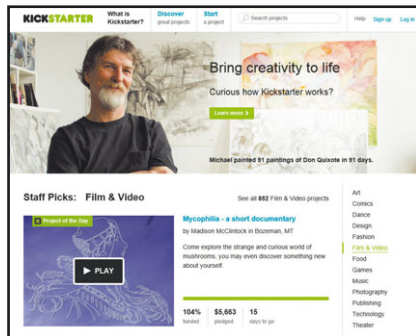 KICKSTARTER
What is
Kickstarter?
Discover
great projects
Start
a project
Search projects
Help
Sign up
Log in
Bring creativity to life
Curious how Kickstarter works?
Learn more
Michael painted 91 paintings of Don Quixote in 91 days.
Staff Picks: Film & Video
See all 882 Film & Video projects
Project of the Day
PLAY
Mycophilia - a short documentary
by Madison McClintock in Bozeman, MT
Come explore the strange and curious world of
mushrooms, you may even discover something new
about yourself.
104%
funded
$5,663
pledged
15
days to go
Art
Comics
Dance
Design
Fashion
Film & Video
Food
Games
Music
Photography
Publishing
Technology
Theater